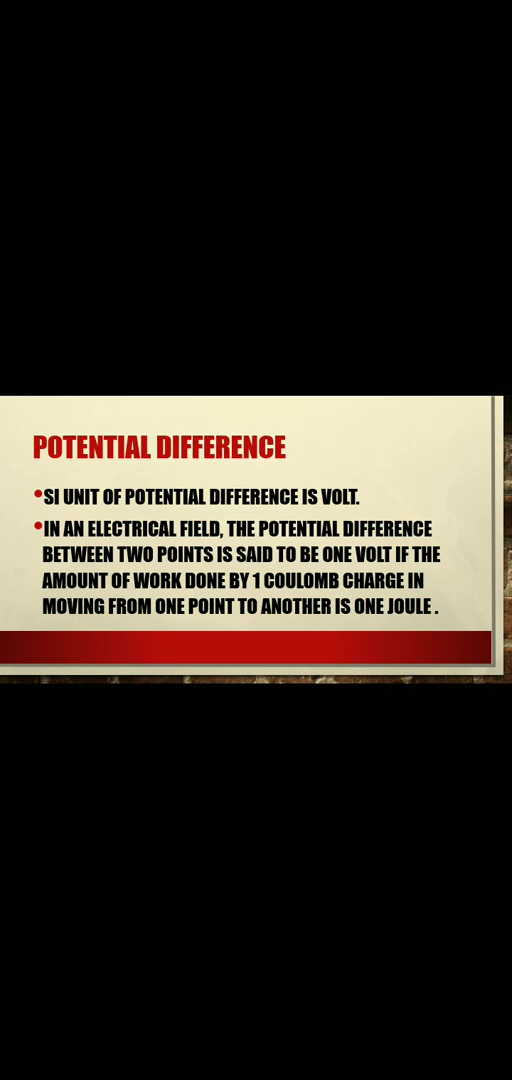 POTENTIAL DIFFERENCE
•SI UNIT OF POTENTIAL DIFFERENCE IS VOLT.
•IN AN ELECTRICAL FIELD, THE POTENTIAL DIFFERENCE
BETWEEN TWO POINTS IS SAID TO BE ONE VOLT IF THE
AMOUNT OF WORK DONE BY 1 COULOMB CHARGE IN
MOVING FROM ONE POINT TO ANOTHER IS ONE JOULE .